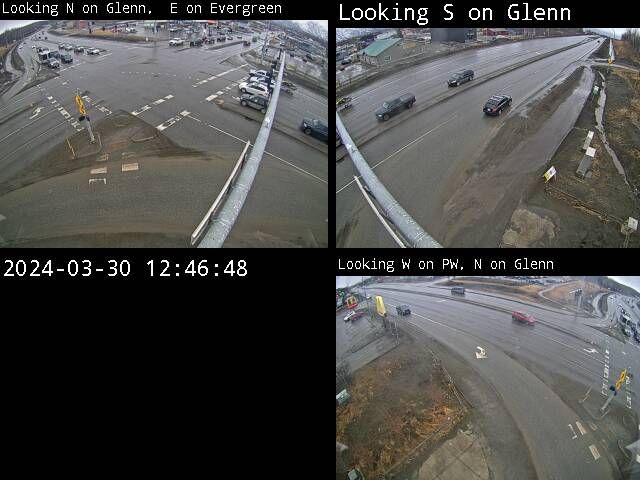 Looking N on Glenn,  E on Evergreen
Looking S on Glenn
2024-03-30 12:46:48
Looking W on PW, N on Glenn